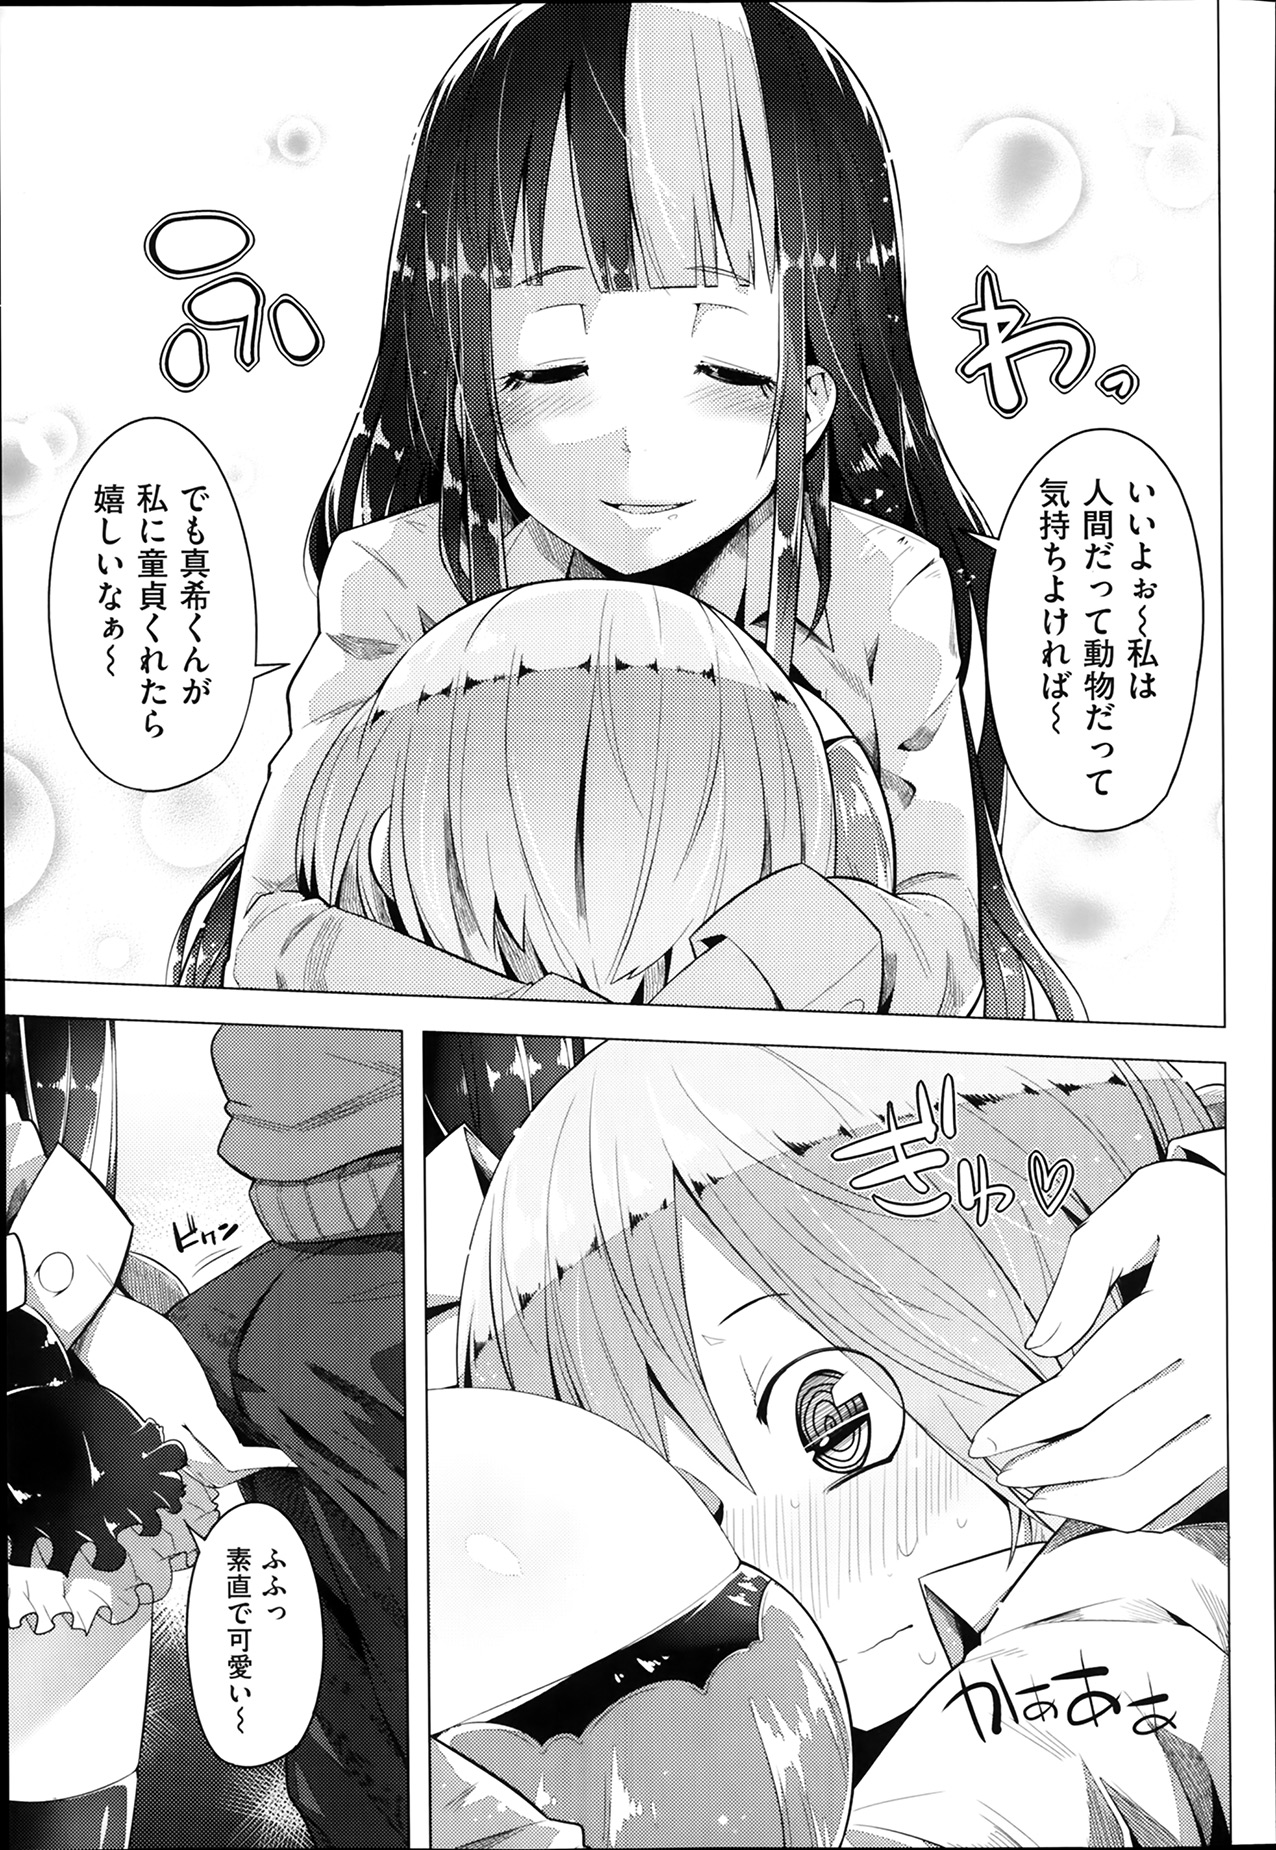 わっ
いいよぉ～私は
人間だって動物だって
気持ちよければ～
ふ
でも真希くんが
私に童貞くれたら
嬉しいなぁ～
ぎゅ♡
かぁあぁ
ビクン
ふふっ
素直で可愛い～